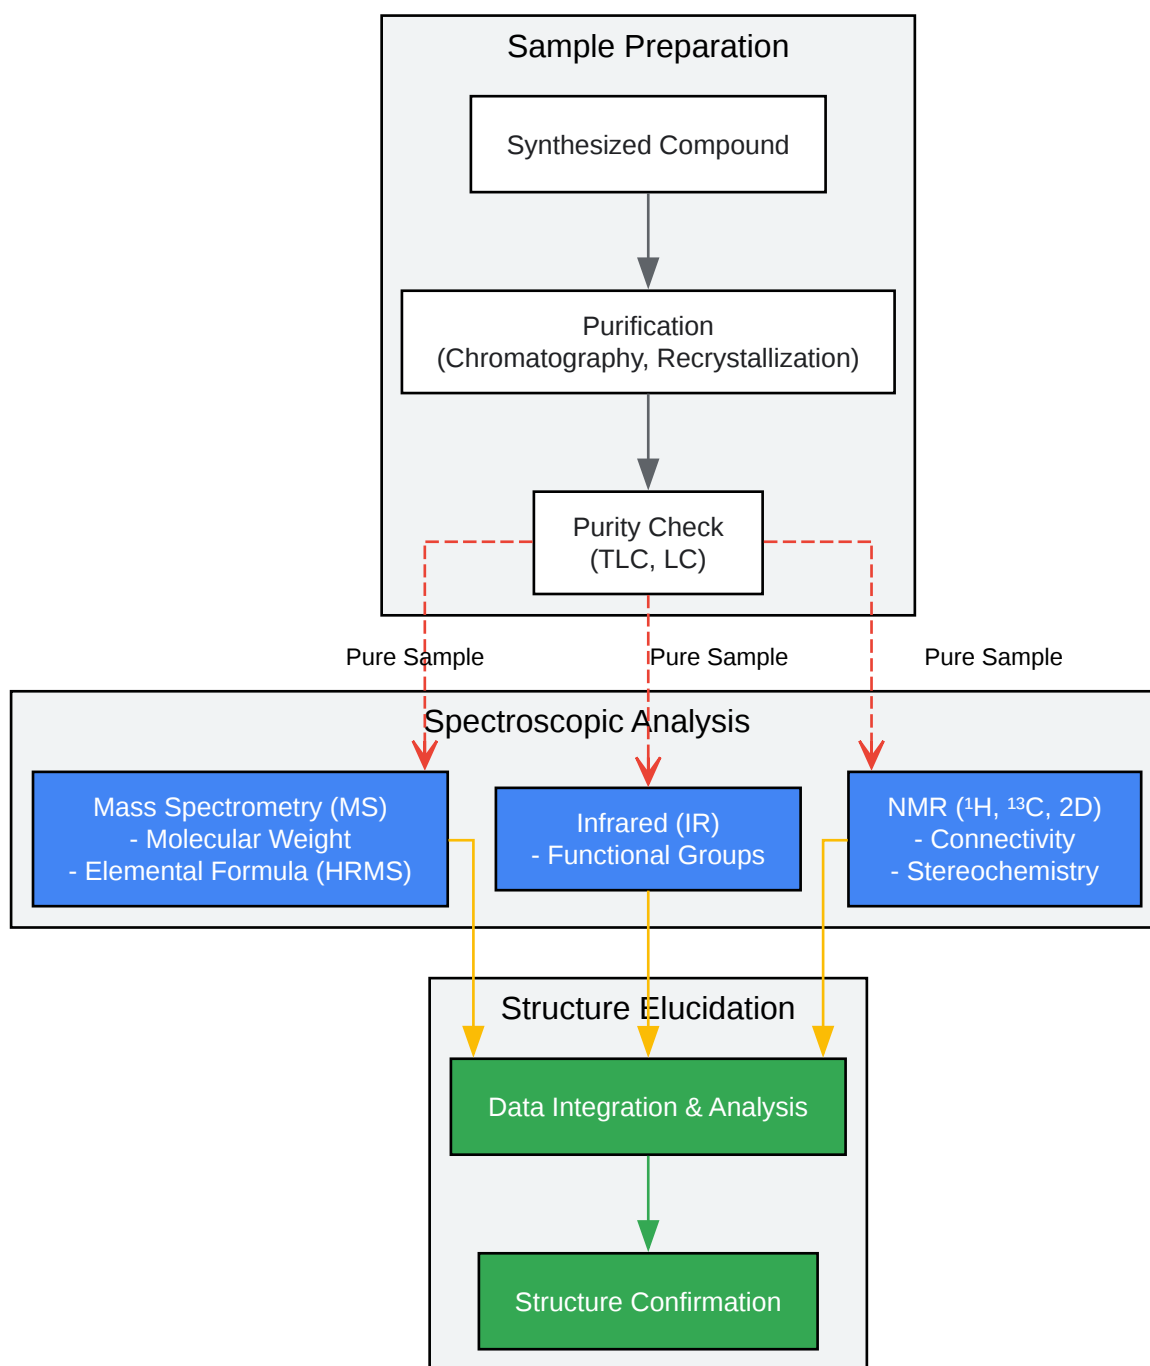 Sample Preparation
Synthesized Compound
Purification
(Chromatography, Recrystallization)
Purity Check
(TLC, LC)
Pure Sample
Pure Sample
Pure Sample
Spectroscopic Analysis
Mass Spectrometry (MS)
- Molecular Weight
- Elemental Formula (HRMS)
Infrared (IR)
- Functional Groups
NMR (¹H, ¹³C, 2D)
- Connectivity
- Stereochemistry
Structure Elucidation
Data Integration & Analysis
Structure Confirmation